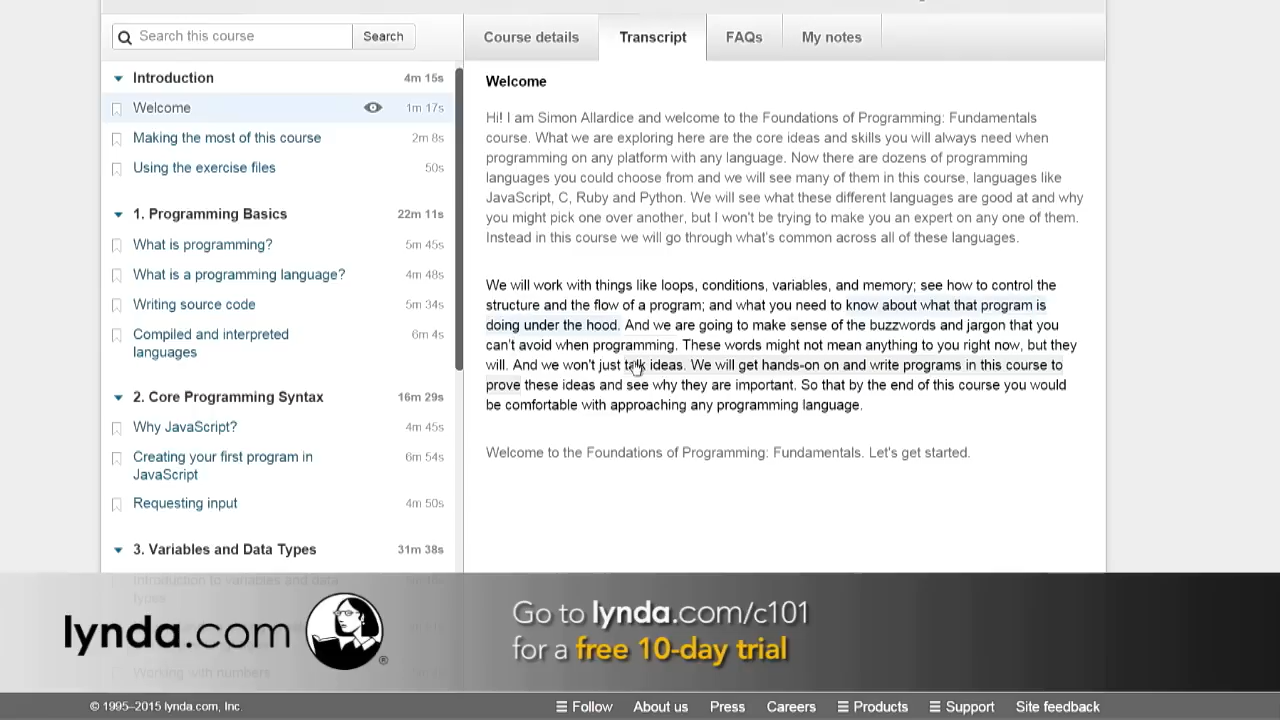 Search this course
Search
Course details
Transcript
FAQs
My notes
Introduction
4m 15s
Welcome
1m 17s
Making the most of this course
2m 8s
Using the exercise files
50s
1. Programming Basics
22m 11s
What is programming?
5m 45s
What is a programming language?
4m 48s
Writing source code
5m 34s
Compiled and interpreted
languages
6m 4s
2. Core Programming Syntax
16m 29s
Why JavaScript?
4m 45s
Creating your first program in
JavaScript
6m 54s
Requesting input
4m 50s
3. Variables and Data Types
31m 38s
Introduction to variables and data
types
Working with numbers
Welcome
Hi! I am Simon Allardice and welcome to the Foundations of Programming: Fundamentals
course. What we are exploring here are the core ideas and skills you will always need when
programming on any platform with any language. Now there are dozens of programming
languages you could choose from and we will see many of them in this course, languages like
JavaScript, C, Ruby and Python. We will see what these different languages are good at and why
you might pick one over another, but I won't be trying to make you an expert on any one of them.
Instead in this course we will go through what's common across all of these languages.
We will work with things like loops, conditions, variables, and memory; see how to control the
structure and the flow of a program; and what you need to know about what that program is
doing under the hood. And we are going to make sense of the buzzwords and jargon that you
can't avoid when programming. These words might not mean anything to you right now, but they
will. And we won't just talk ideas. We will get hands-on on and write programs in this course to
prove these ideas and see why they are important. So that by the end of this course you would
be comfortable with approaching any programming language.
Welcome to the Foundations of Programming: Fundamentals. Let's get started.
lynda.com
®
Go to lynda.com/c101
for a free 10-day trial
© 1995–2015 lynda.com, Inc.
Follow
About us
Press
Careers
Products
Support
Site feedback